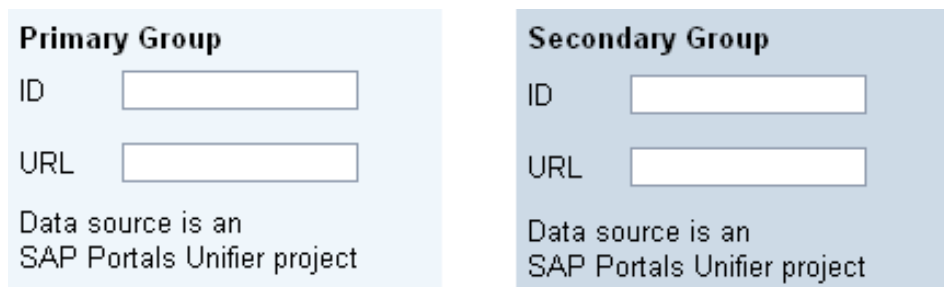 Primary Group
ID
URL
Data source is an
SAP Portals Unifier project
Secondary Group
ID
URL
Data source is an
SAP Portals Unifier project